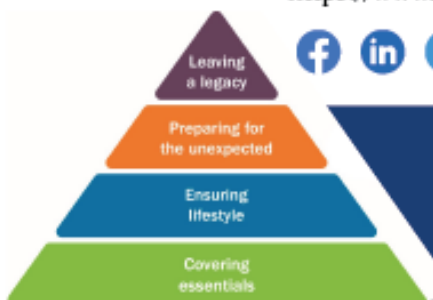 Leaving
a legacy
Preparing for
the unexpected
Ensuring
lifestyle
Covering
essentials